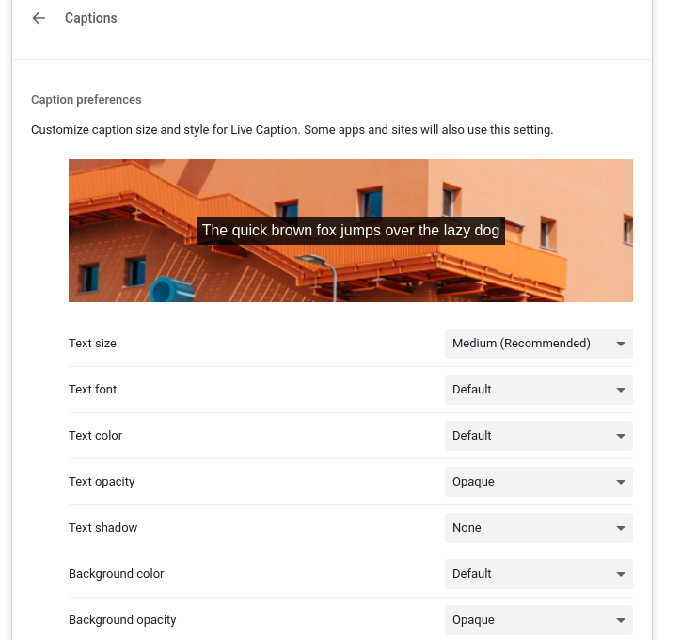 Captions
Caption preferences
Customize caption size and style for Live Caption. Some apps and sites will also use this setting.
The quick brown fox jumps over the lazy dog
Text size Medium (Recommended)
Text font Default
Text color Default
Text opacity Opaque
Text shadow None
Background color Default
Background opacity Opaque